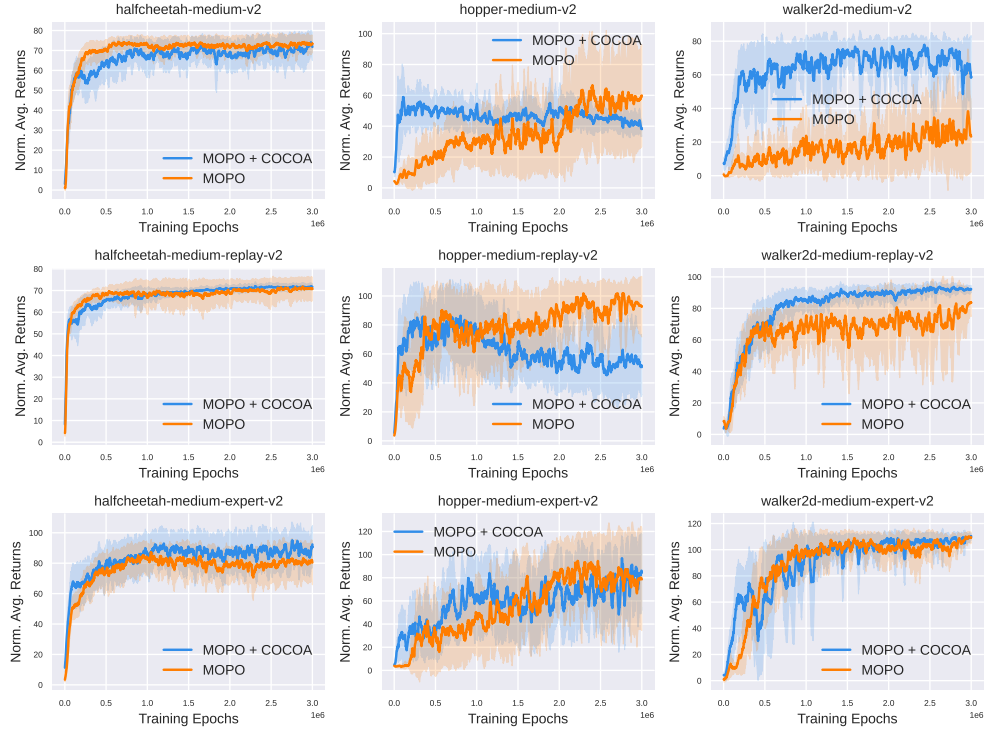 halfcheetah-medium-v2
Norm. Avg. Returns
80
70
60
50
40
30
20
10
0
MOPO + COCOA
MOPO
0.0 0.5 1.0 1.5 2.0 2.5 3.0
1e6
Training Epochs
hopper-medium-v2
Norm. Avg. Returns
100
80
60
40
20
0
MOPO + COCOA
MOPO
0.0 0.5 1.0 1.5 2.0 2.5 3.0
1e6
Training Epochs
walker2d-medium-v2
Norm. Avg. Returns
80
60
40
20
0
MOPO + COCOA
MOPO
0.0 0.5 1.0 1.5 2.0 2.5 3.0
1e6
Training Epochs
halfcheetah-medium-replay-v2
Norm. Avg. Returns
80
70
60
50
40
30
20
10
0
MOPO + COCOA
MOPO
0.0 0.5 1.0 1.5 2.0 2.5 3.0
1e6
Training Epochs
hopper-medium-replay-v2
Norm. Avg. Returns
100
80
60
40
20
0
MOPO + COCOA
MOPO
0.0 0.5 1.0 1.5 2.0 2.5 3.0
1e6
Training Epochs
walker2d-medium-replay-v2
Norm. Avg. Returns
100
80
60
40
20
0
MOPO + COCOA
MOPO
0.0 0.5 1.0 1.5 2.0 2.5 3.0
1e6
Training Epochs
halfcheetah-medium-expert-v2
Norm. Avg. Returns
100
80
60
40
20
0
MOPO + COCOA
MOPO
0.0 0.5 1.0 1.5 2.0 2.5 3.0
1e6
Training Epochs
hopper-medium-expert-v2
Norm. Avg. Returns
120
100
80
60
40
20
0
MOPO + COCOA
MOPO
0.0 0.5 1.0 1.5 2.0 2.5 3.0
1e6
Training Epochs
walker2d-medium-expert-v2
Norm. Avg. Returns
120
100
80
60
40
20
0
MOPO + COCOA
MOPO
0.0 0.5 1.0 1.5 2.0 2.5 3.0
1e6
Training Epochs